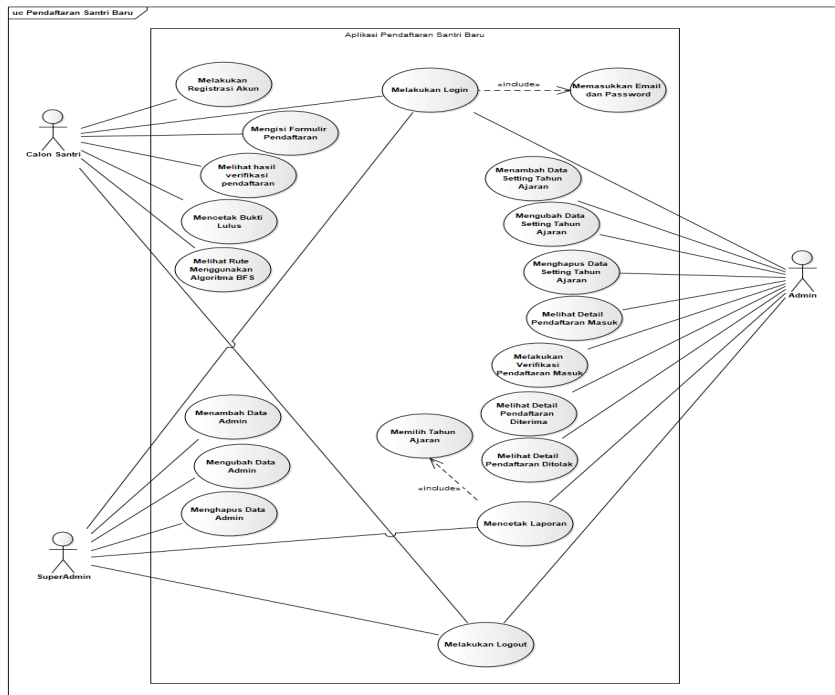 uc Pendaftaran Santri Baru
Aplikasi Pendaftaran Santri Baru
Melakukan
Registrasi Akun
Melakukan Login
«include»
Memasukkan Email
dan Password
Calon Santri
Mengisi Formulir
Pendaftaran
Melihat hasil
verifikasi
pendaftaran
Mencetak Bukti
Lulus
Melihat Rute
Menggunakan
Algoritma BFS
Menambah Data
Setting Tahun
Ajaran
Mengubah Data
Setting Tahun
Ajaran
Menghapus Data
Setting Tahun
Ajaran
Admin
Melihat Detail
Pendaftaran Masuk
Melakukan
Verifikasi
Pendaftaran Masuk
Melihat Detail
Pendaftaran
Diterima
Melihat Detail
Pendaftaran Ditolak
Menambah Data
Admin
Mengubah Data
Admin
Menghapus Data
Admin
Memilih Tahun
Ajaran
«include»
Mencetak Laporan
SuperAdmin
Melakukan Logout